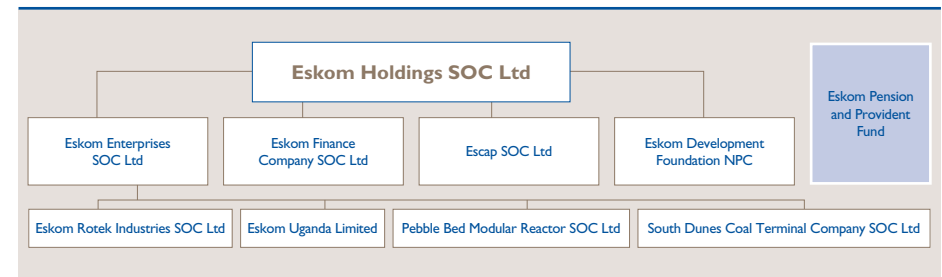 Eskom Holdings SOC Ltd
Eskom Pension
and Provident
Fund
Eskom Enterprises
SOC Ltd
Eskom Finance
Company SOC Ltd
Escap SOC Ltd
Eskom Development
Foundation NPC
Eskom Rotek Industries SOC Ltd
Eskom Uganda Limited
Pebble Bed Modular Reactor SOC Ltd
South Dunes Coal Terminal Company SOC Ltd